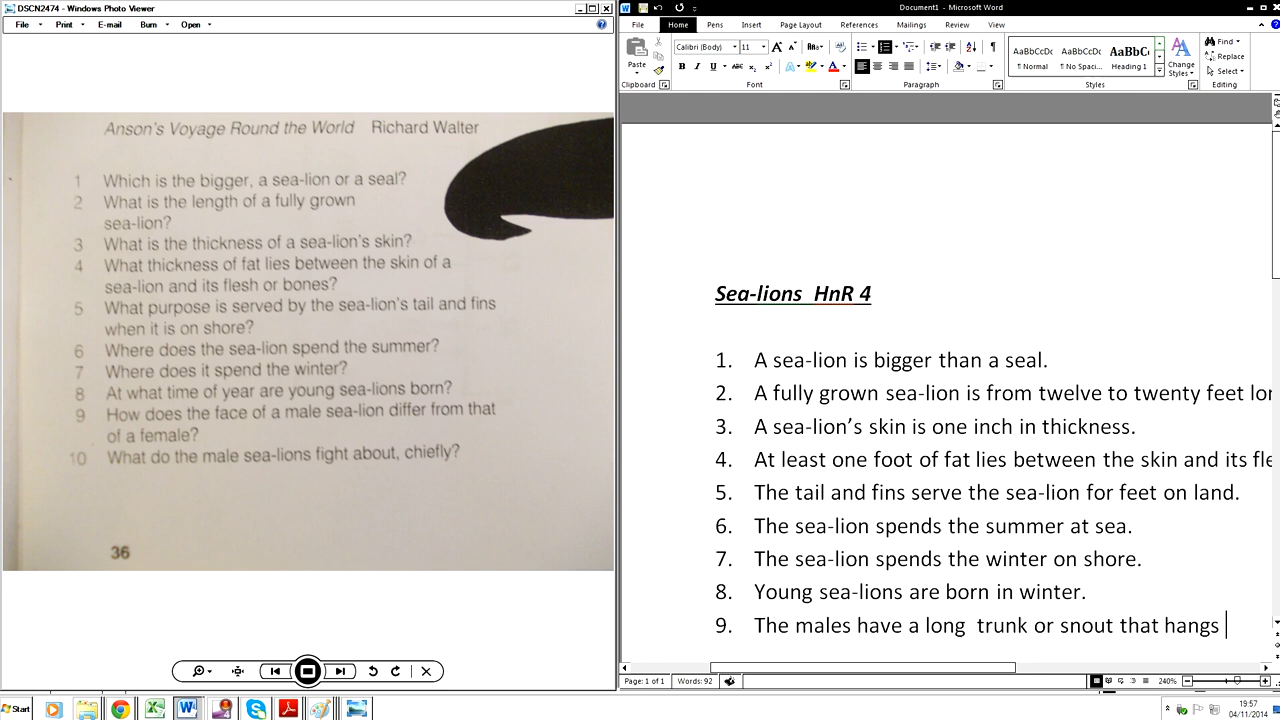 DSCN2474 - Windows Photo Viewer
File Print E-mail Burn Open
Anson's Voyage Round the World Richard Walter
1 Which is the bigger, a sea-lion or a seal?
2 What is the length of a fully grown
sea-lion?
3 What is the thickness of a sea-lion's skin?
4 What thickness of fat lies between the skin of a
sea-lion and its flesh or bones?
5 What purpose is served by the sea-lion's tail and fins
when it is on shore?
6 Where does the sea-lion spend the summer?
7 Where does it spend the winter?
8 At what time of year are young sea-lions born?
9 How does the face of a male sea-lion differ from that
of a female?
10 What do the male sea-lions fight about, chiefly?
36
Document1 - Microsoft Word
File Home Pens Insert Page Layout References Mailings Review View
Paste
Clipboard
Calibri (Body) 11
B I U ABC X₂ X²
Font
Paragraph
AaBbCcDc AaBbCcDc AaBbC
¶ Normal ¶ No Spaci... Heading 1
Change
Styles
Styles
Find
Replace
Select
Editing
Sea-lions HnR 4
1. A sea-lion is bigger than a seal.
2. A fully grown sea-lion is from twelve to twenty feet lon
3. A sea-lion’s skin is one inch in thickness.
4. At least one foot of fat lies between the skin and its fle
5. The tail and fins serve the sea-lion for feet on land.
6. The sea-lion spends the summer at sea.
7. The sea-lion spends the winter on shore.
8. Young sea-lions are born in winter.
9. The males have a long trunk or snout that hangs
Page: 1 of 1 Words: 92 240%
Start
19:57
04/11/2014